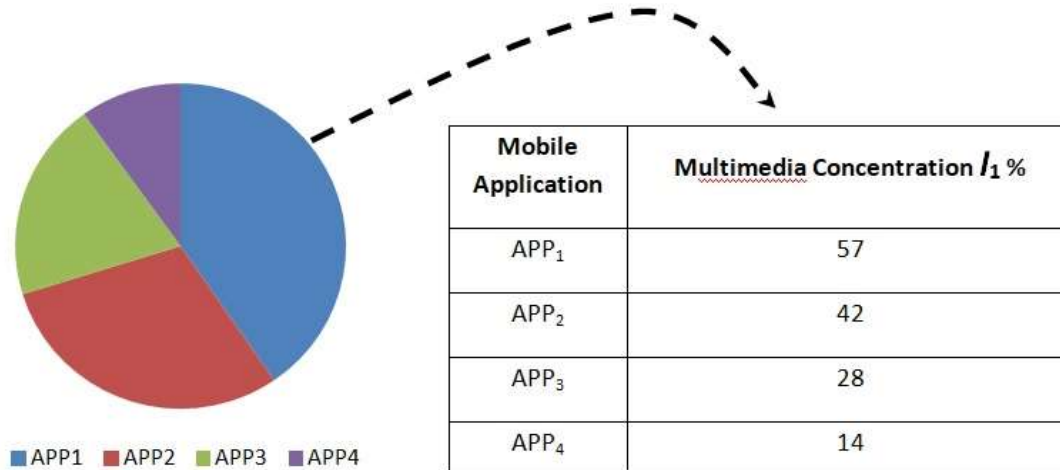 Mobile Application Multimedia Concentration I₁ %
APP₁ 57
APP₂ 42
APP₃ 28
APP₄ 14
APP1 APP2 APP3 APP4